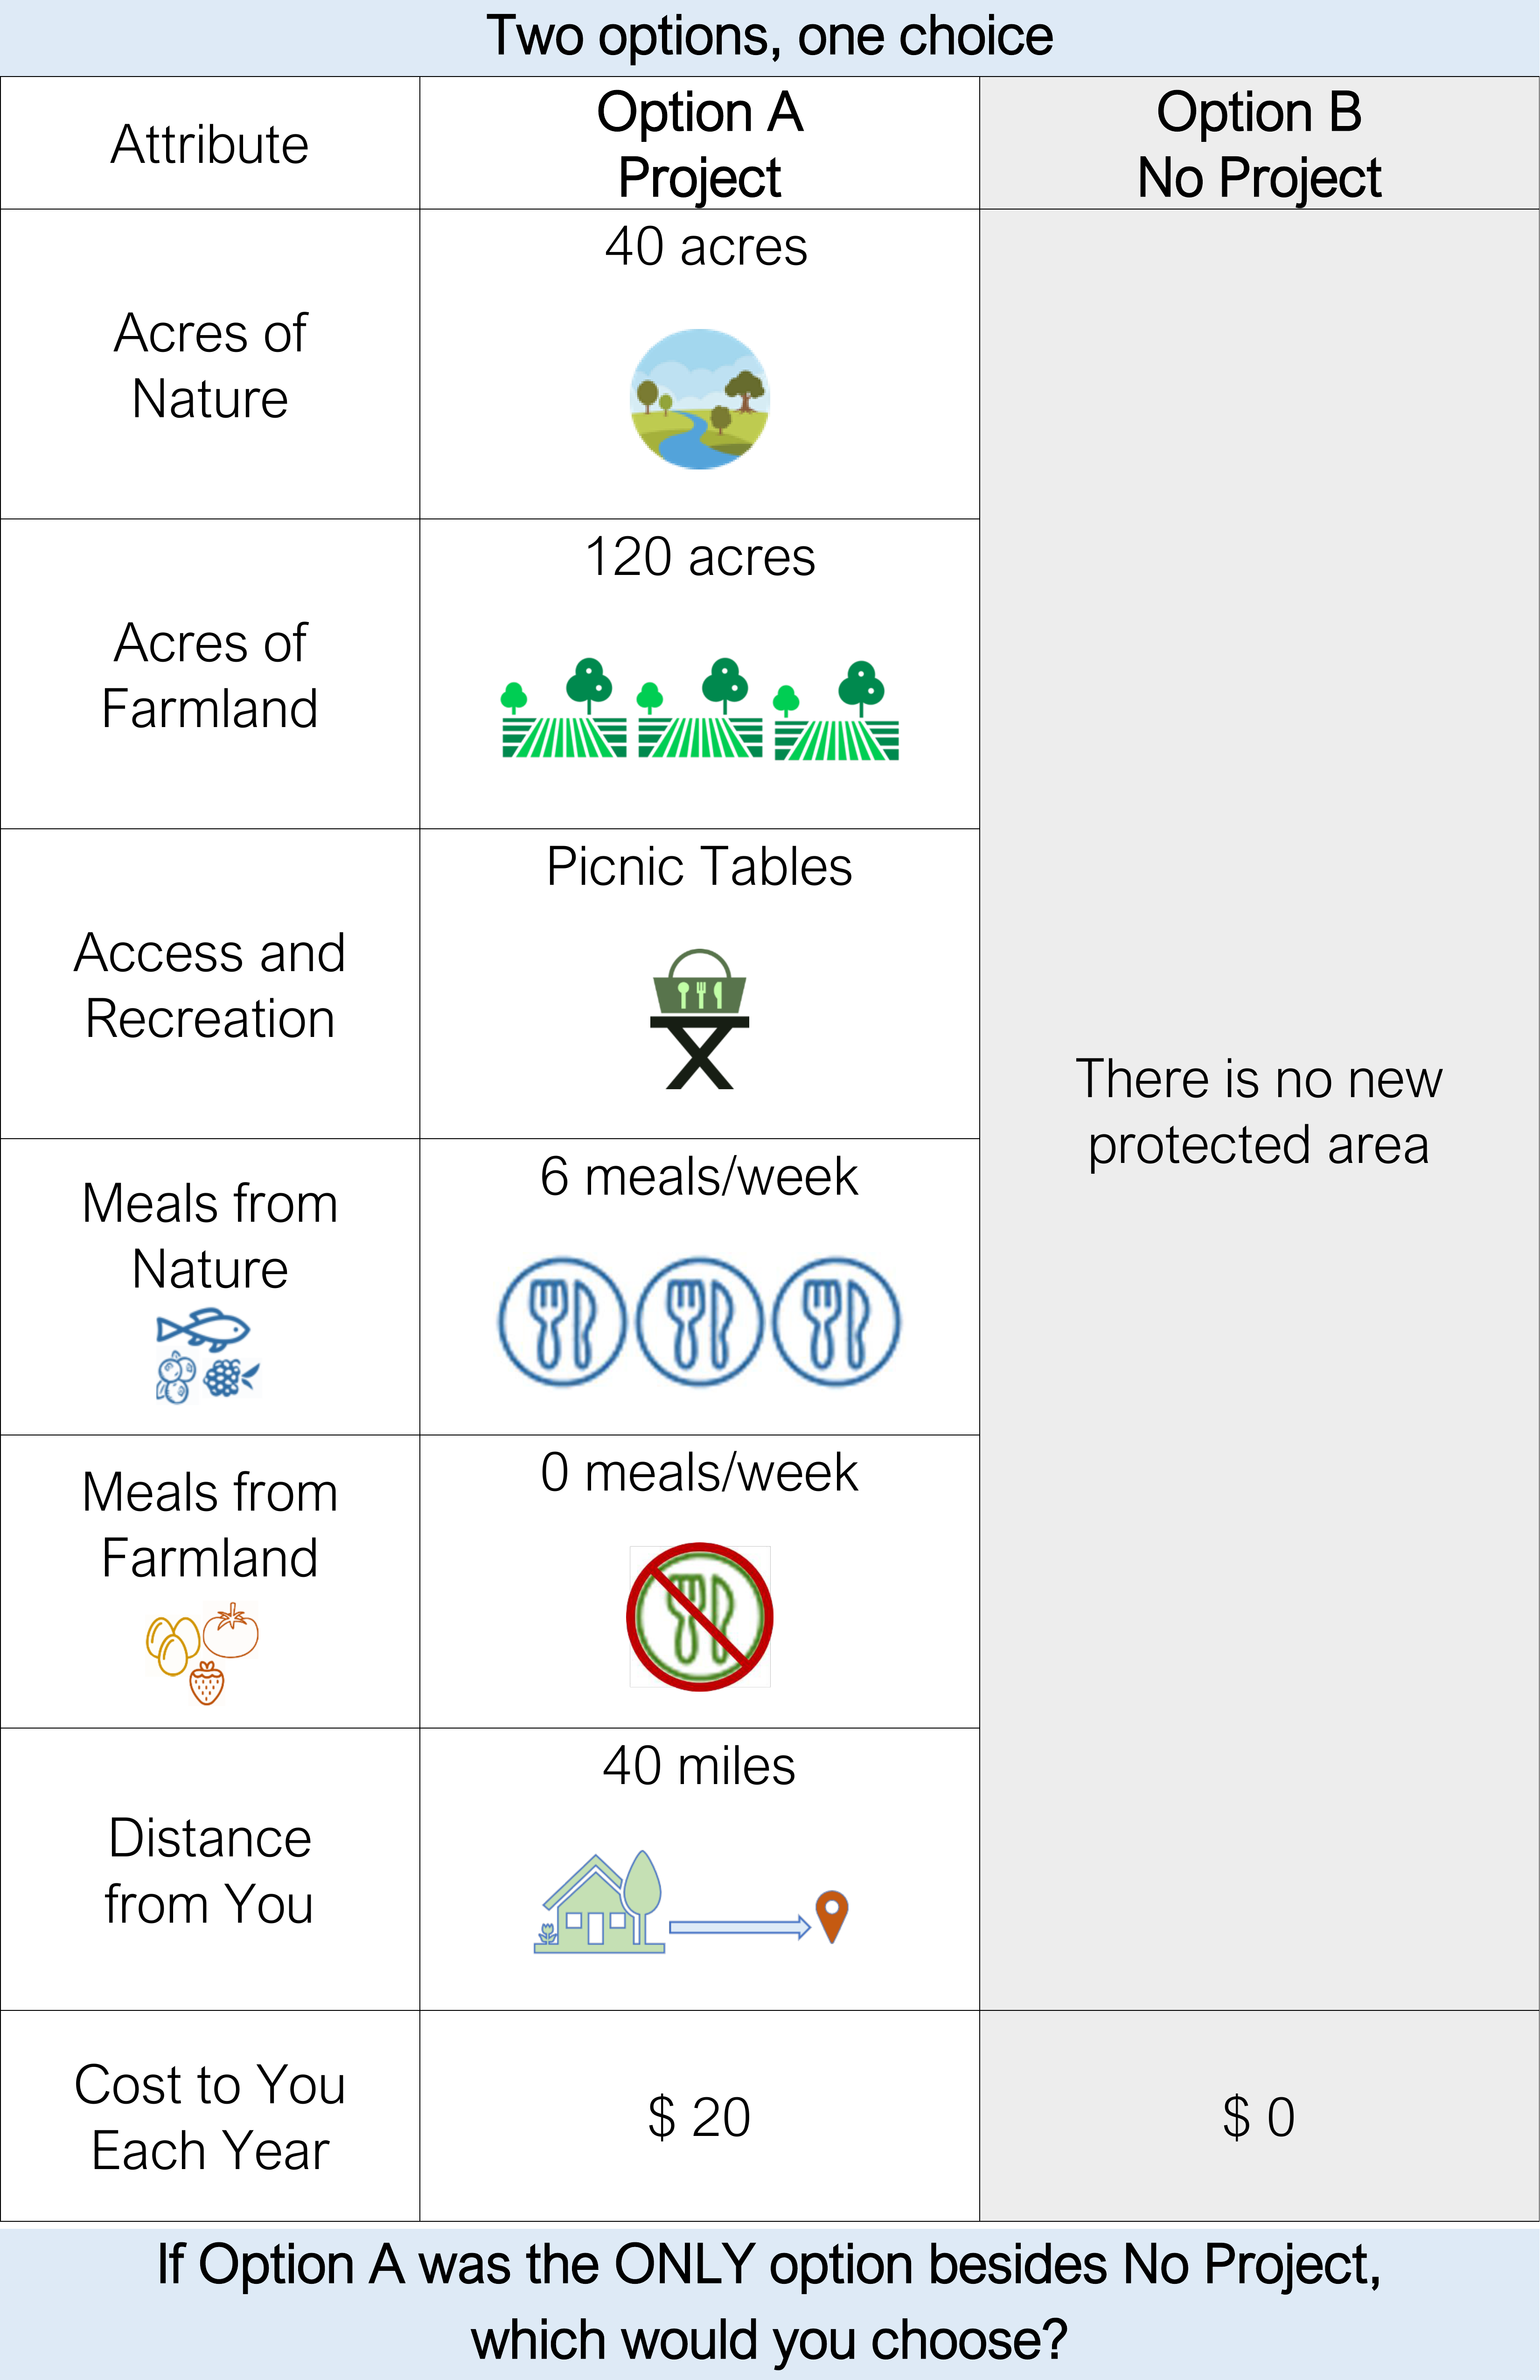 Two options, one choice
Attribute
Option A
Project
Option B
No Project
Acres of
Nature
40 acres
There is no new
protected area
Acres of
Farmland
120 acres
Access and
Recreation
Picnic Tables
Meals from
Nature
6 meals/week
Meals from
Farmland
0 meals/week
Distance
from You
40 miles
Cost to You
Each Year
$ 20
$ 0
If Option A was the ONLY option besides No Project,
which would you choose?